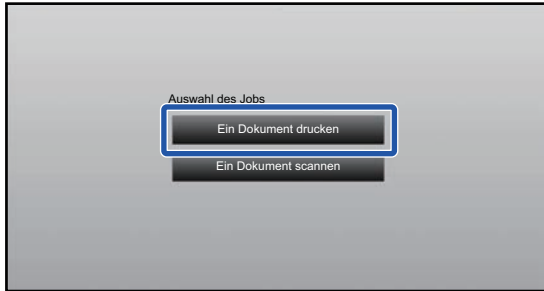 Auswahl des Jobs
Ein Dokument drucken
Ein Dokument scannen